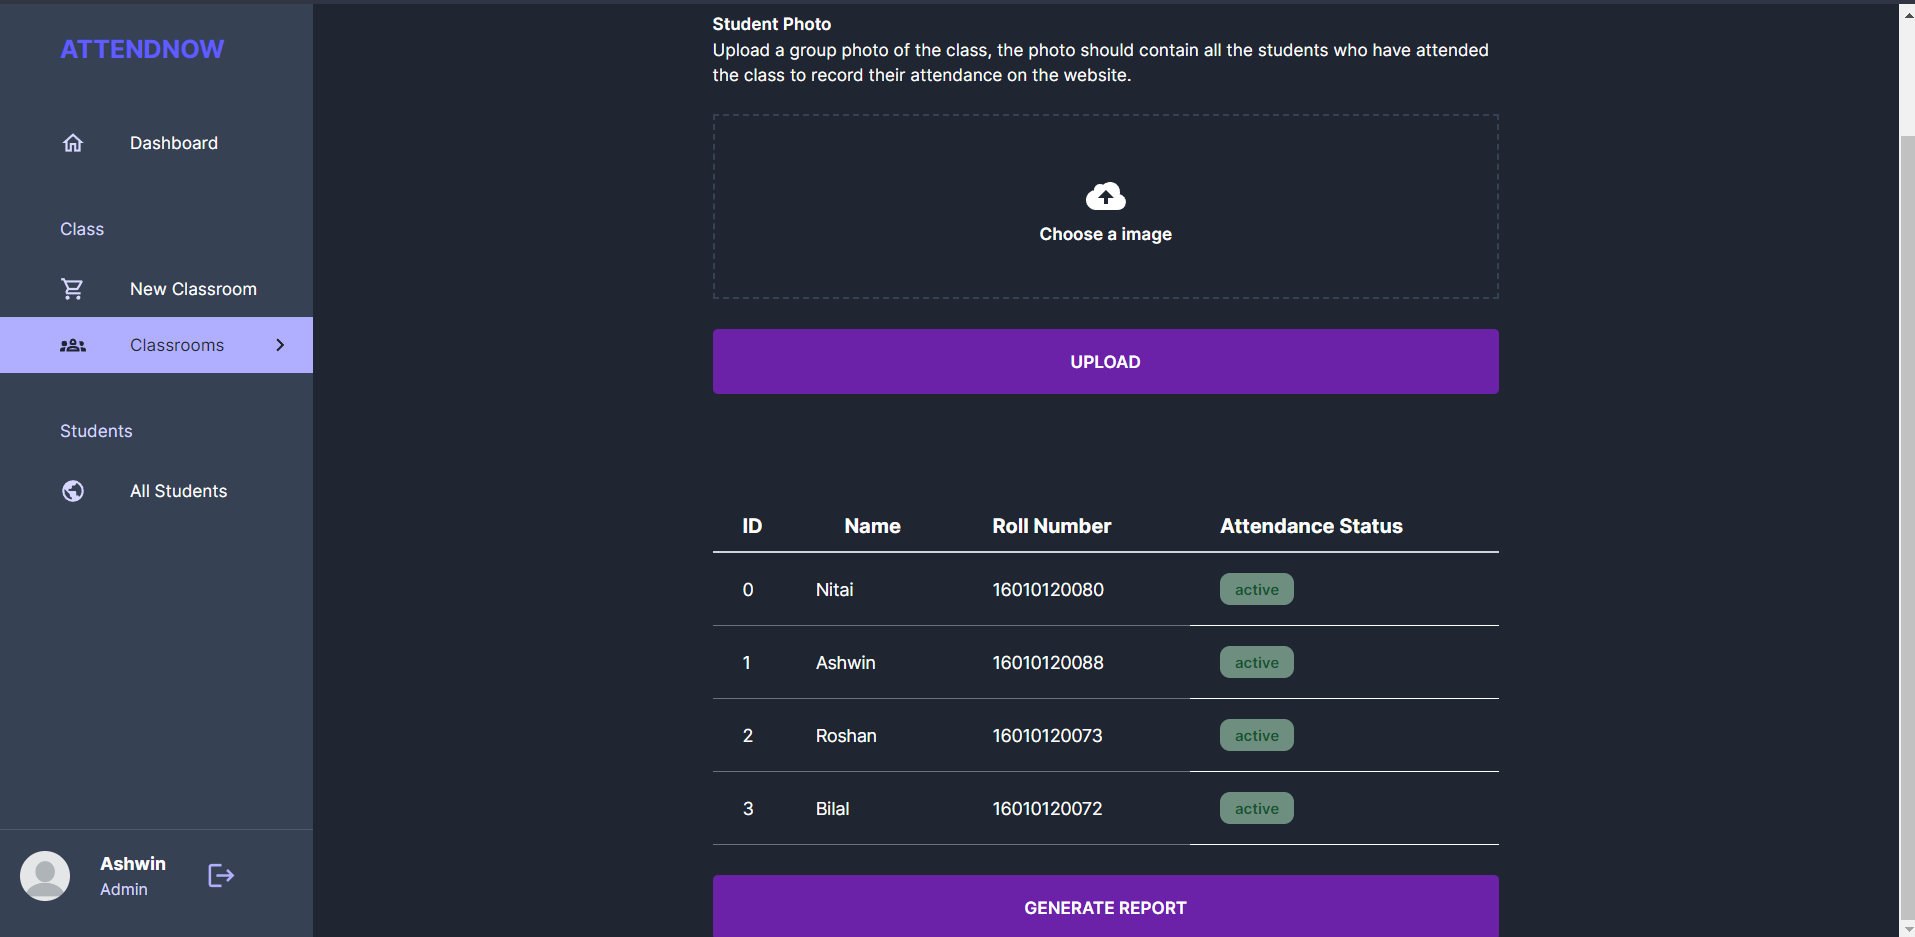 ATTENDNOW
Dashboard
Class
New Classroom
Classrooms
Students
All Students
Ashwin
Admin
Student Photo
Upload a group photo of the class, the photo should contain all the students who have attended
the class to record their attendance on the website.
Choose a image
UPLOAD
ID Name Roll Number Attendance Status
0 Nitai 16010120080 active
1 Ashwin 16010120088 active
2 Roshan 16010120073 active
3 Bilal 16010120072 active
GENERATE REPORT